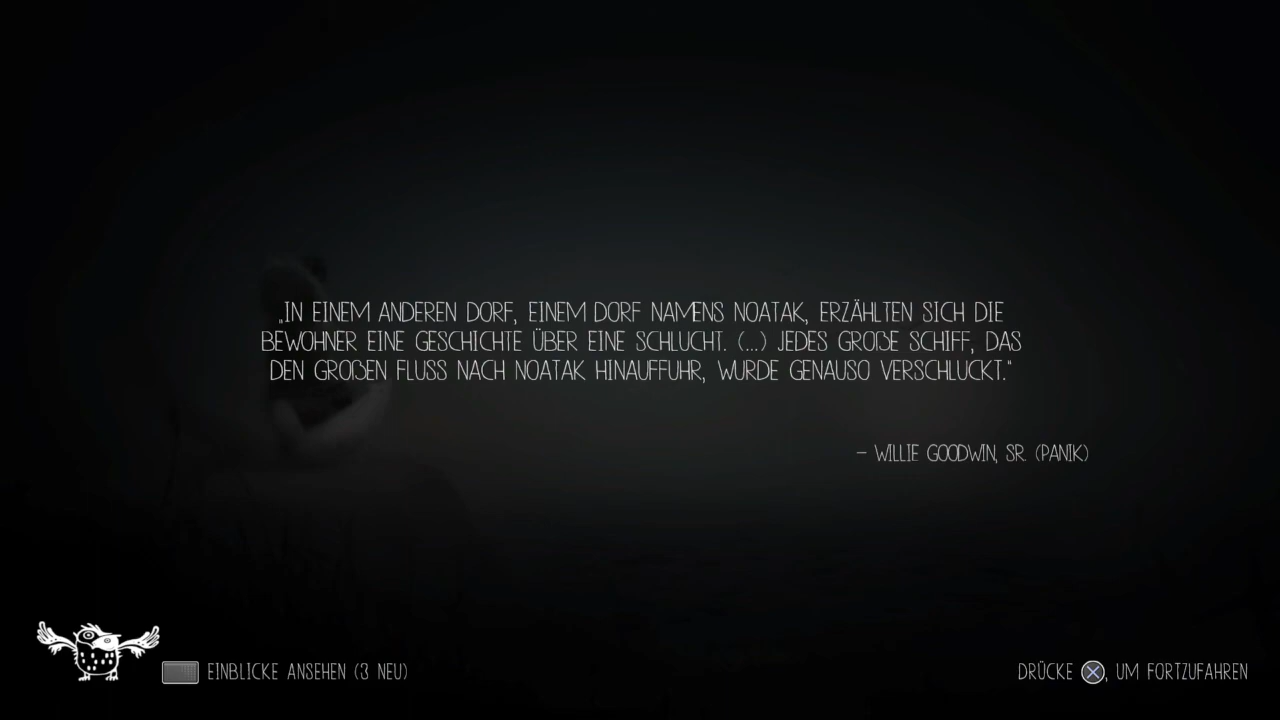 „IN EINEM ANDEREN DORF, EINEM DORF NAMENS NOATAK, ERZÄHLTEN SICH DIE
BEWOHNER EINE GESCHICHTE ÜBER EINE SCHLUCHT. (...) JEDES GROßE SCHIFF, DAS
DEN GROßEN FLUSS NACH NOATAK HINAUFFUHR, WURDE GENAUSO VERSCHLUCKT."
– WILLIE GOODWIN, SR. (PANIK)
EINBLICKE ANSEHEN (3 NEU)
DRÜCKE , UM FORTZUFAHREN